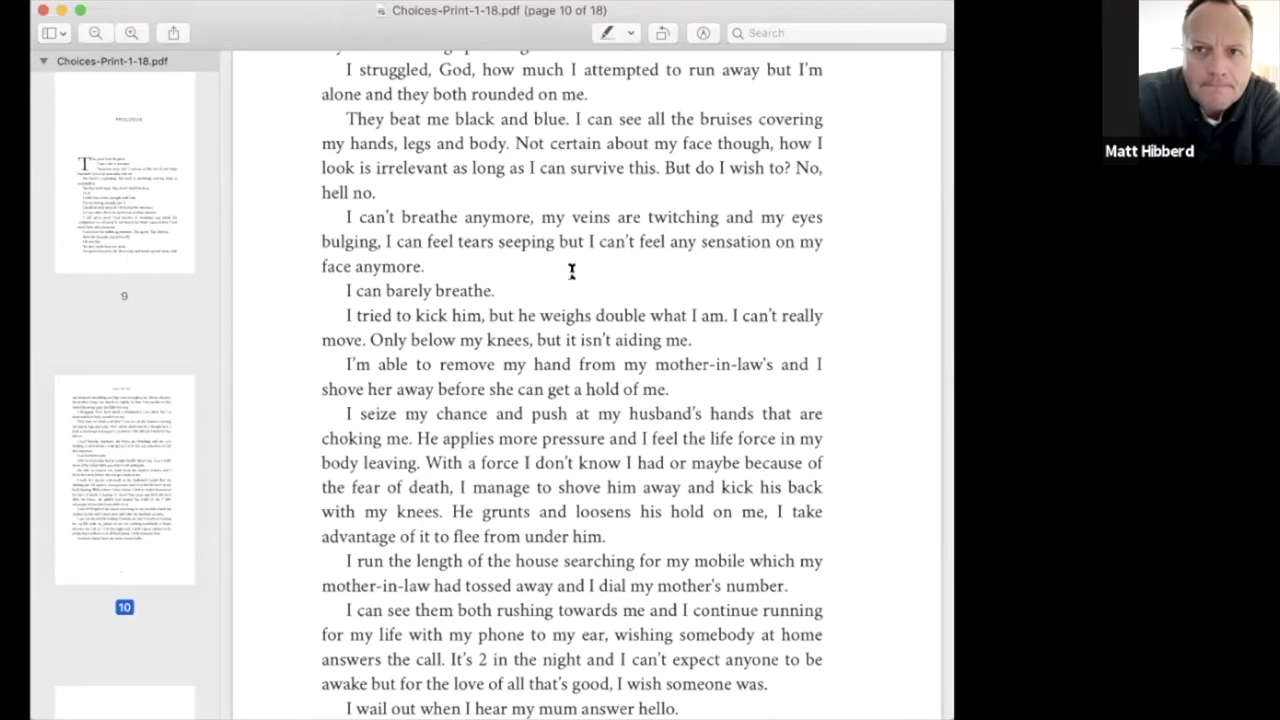 Choices-Print-1-18.pdf (page 10 of 18)
Search
Choices-Print-1-18.pdf
PROLOGUE
9
10
I struggled, God, how much I attempted to run away but I'm
alone and they both rounded on me.
They beat me black and blue. I can see all the bruises covering
my hands, legs and body. Not certain about my face though, how I
look is irrelevant as long as I can survive this. But do I wish to? No,
hell no.
I can't breathe anymore. My arms are twitching and my eyes
bulging, I can feel tears seeping out. I can't feel any sensation on my
face anymore.
I can barely breathe.
I tried to kick him, but he weighs double what I am. I can't really
move. Only below my knees, but it isn't aiding me.
I'm able to remove my hand from my mother-in-law's and I
shove her away before she can get a hold of me.
I seek my choice and scratch my husband's hands that are
choking me. He applies more pressure and I feel the life force of my
body leaving. With a force I don't know I had or maybe because of
the will to live, I attempt to shove him away and kick his back
with my knees. He grunts and loosens his hold on me, I take
advantage of it to flee from under him.
I run the length of the house searching for my mobile which my
mother-in-law had tossed away and I dial my mother's number.
I can see them both rushing towards me and I continue running
for my life with my phone to my ear, wishing somebody at home
answers the call. It's 2 in the night and I can't expect anyone to be
awake but for the love of all that's good, I wish someone was.
I wail out when I hear my mum answer hello.
Matt Hibberd